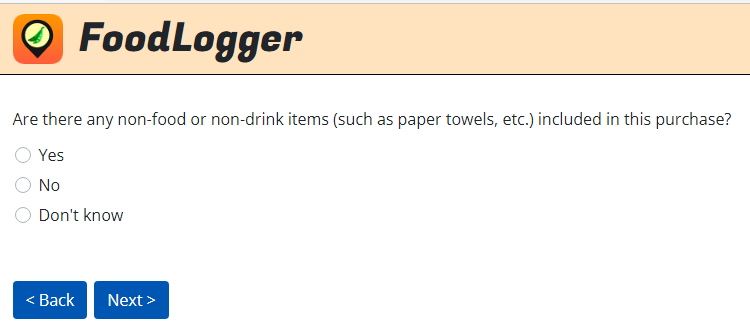 FoodLogger
Are there any non-food or non-drink items (such as paper towels, etc.) included in this purchase?
Yes
No
Don't know
< Back
Next >